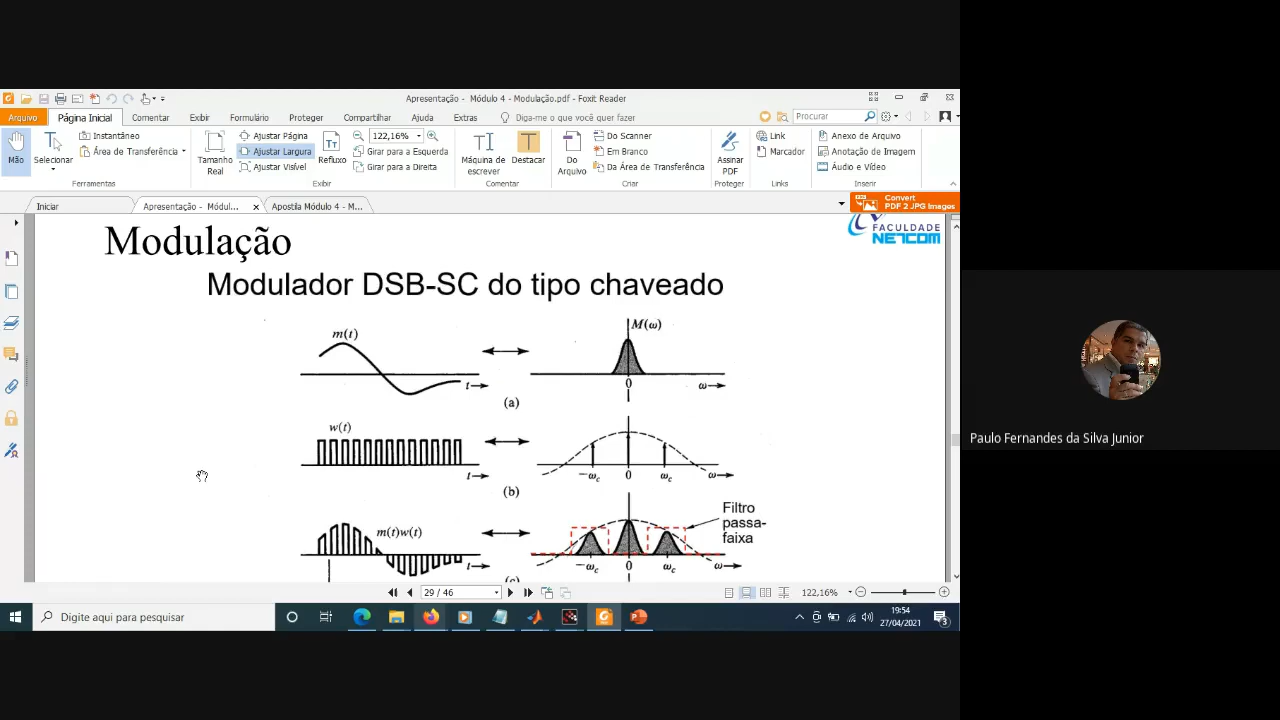 Apresentação - Módulo 4 - Modulação.pdf - Foxit Reader
Arquivo Página Inicial Comentar Exibir Formulário Proteger Compartilhar Ajuda Extras Diga-me o que você quer fazer Procurar
Mão
Selecionar
Instantâneo
Área de Transferência
Ferramentas
Tamanho Real
Ajustar Página
Ajustar Largura
Ajustar Visível
Refluxo
122,16%
Girar para a Esquerda
Girar para a Direita
Exibir
Máquina de escrever
Destacar
Comentar
Do Arquivo
Do Scanner
Em Branco
Da Área de Transferência
Criar
Assinar PDF
Proteger
Link
Marcador
Links
Anexo de Arquivo
Anotação de Imagem
Áudio e Vídeo
Inserir
Iniciar
Apresentação - Módul...
Apostila Módulo 4 - M...
Convert
PDF 2 JPG Images
FACULDADE
NETCOM
Modulação
Modulador DSB-SC do tipo chaveado
m(t)
M(ω)
t
0
ω
(a)
w(t)
t
−ωc 0 ωc ω
(b)
m(t)w(t)
Filtro
passa-
faixa
t
−ωc 0 ωc ω
(c)
29 / 46
122,16%
Digite aqui para pesquisar
19:54
27/04/2021
3
Paulo Fernandes da Silva Junior